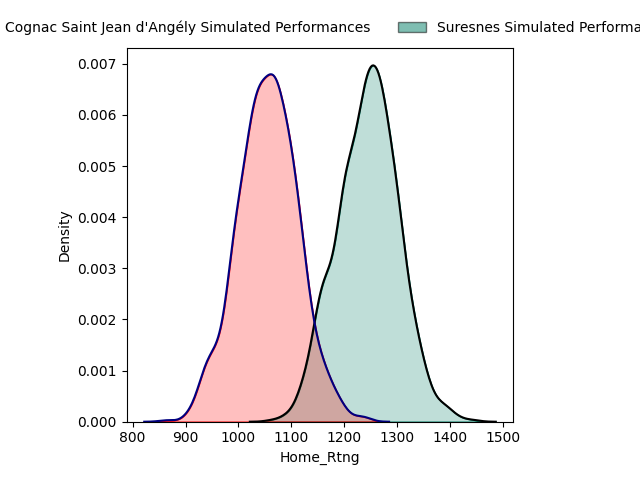 Cognac Saint Jean d'Angély Simulated Performances Suresnes Simulated Performa
0.007
0.006
0.005
0.004
0.003
0.002
0.001
0.000
Density
800 900 1000 1100 1200 1300 1400 1500
Home_Rtng